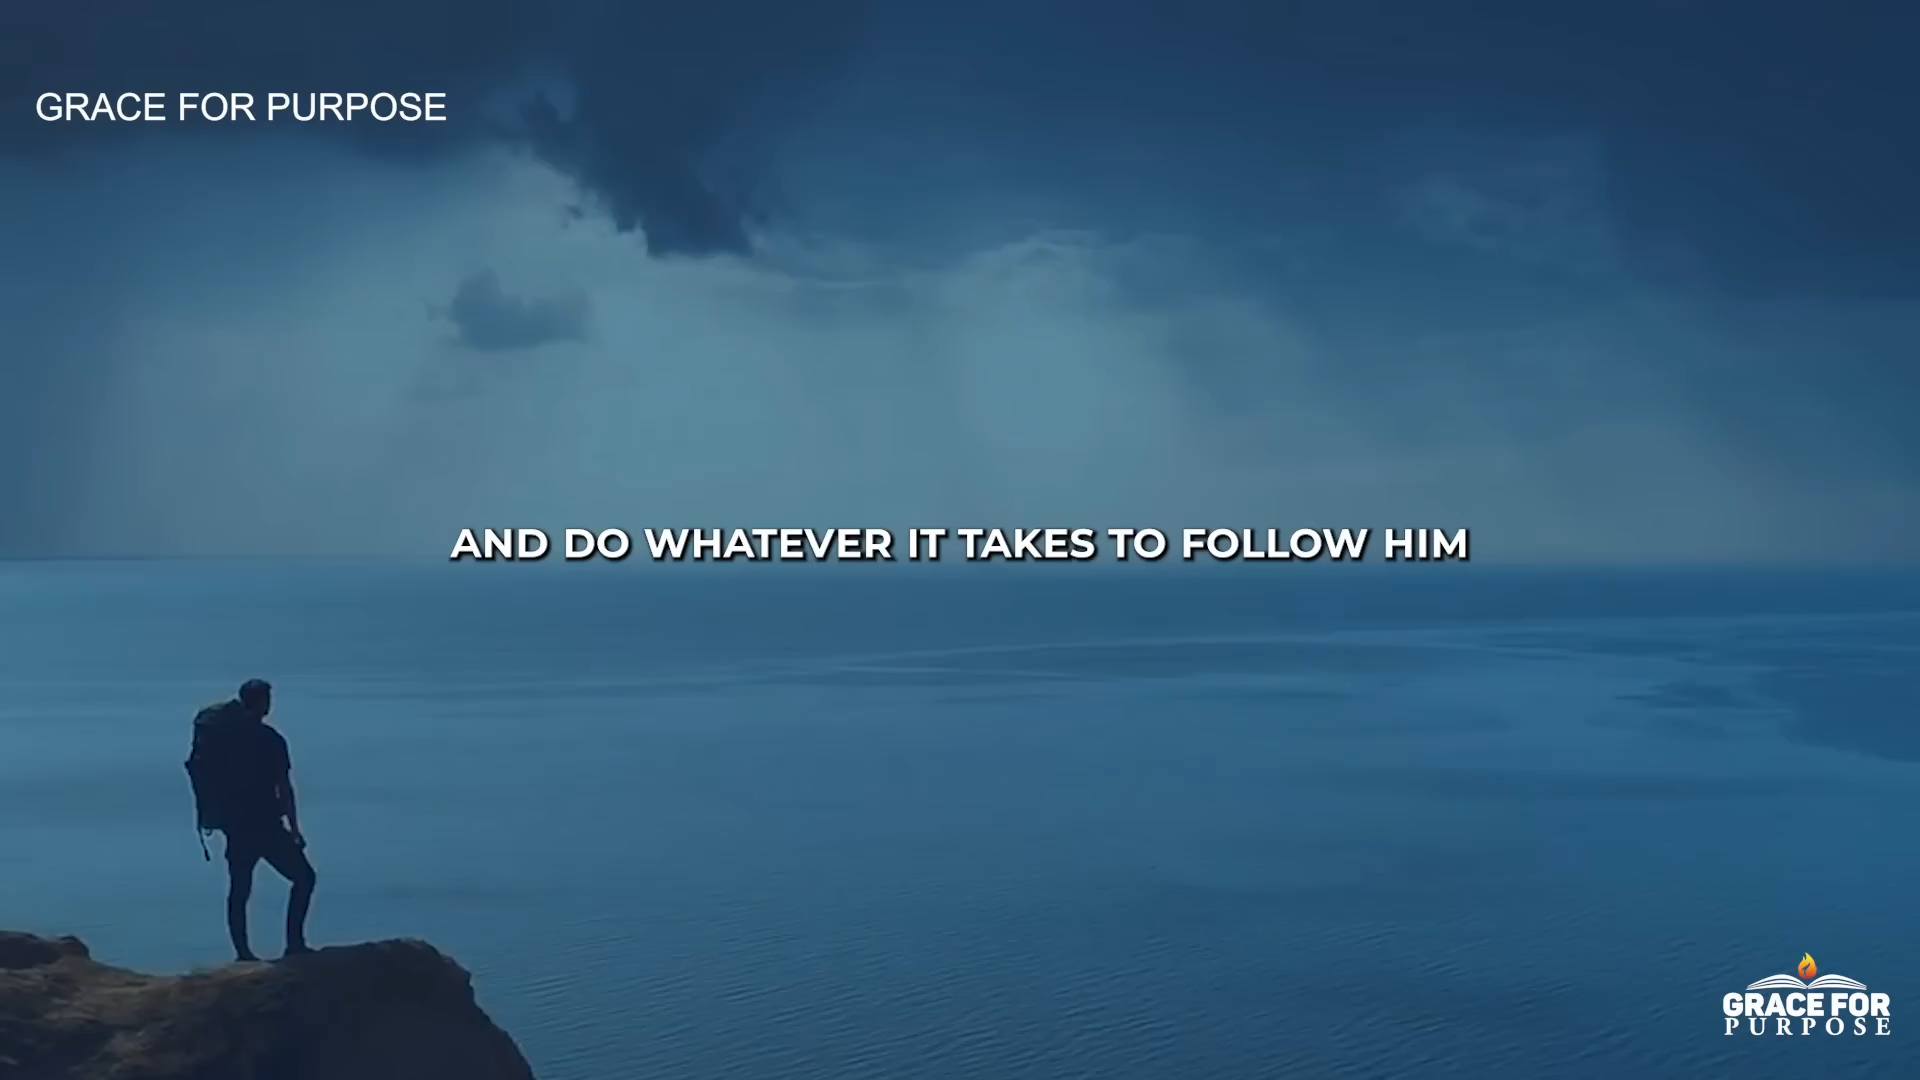 GRACE FOR PURPOSE
AND DO WHATEVER IT TAKES TO FOLLOW HIM
GRACE FOR
PURPOSE